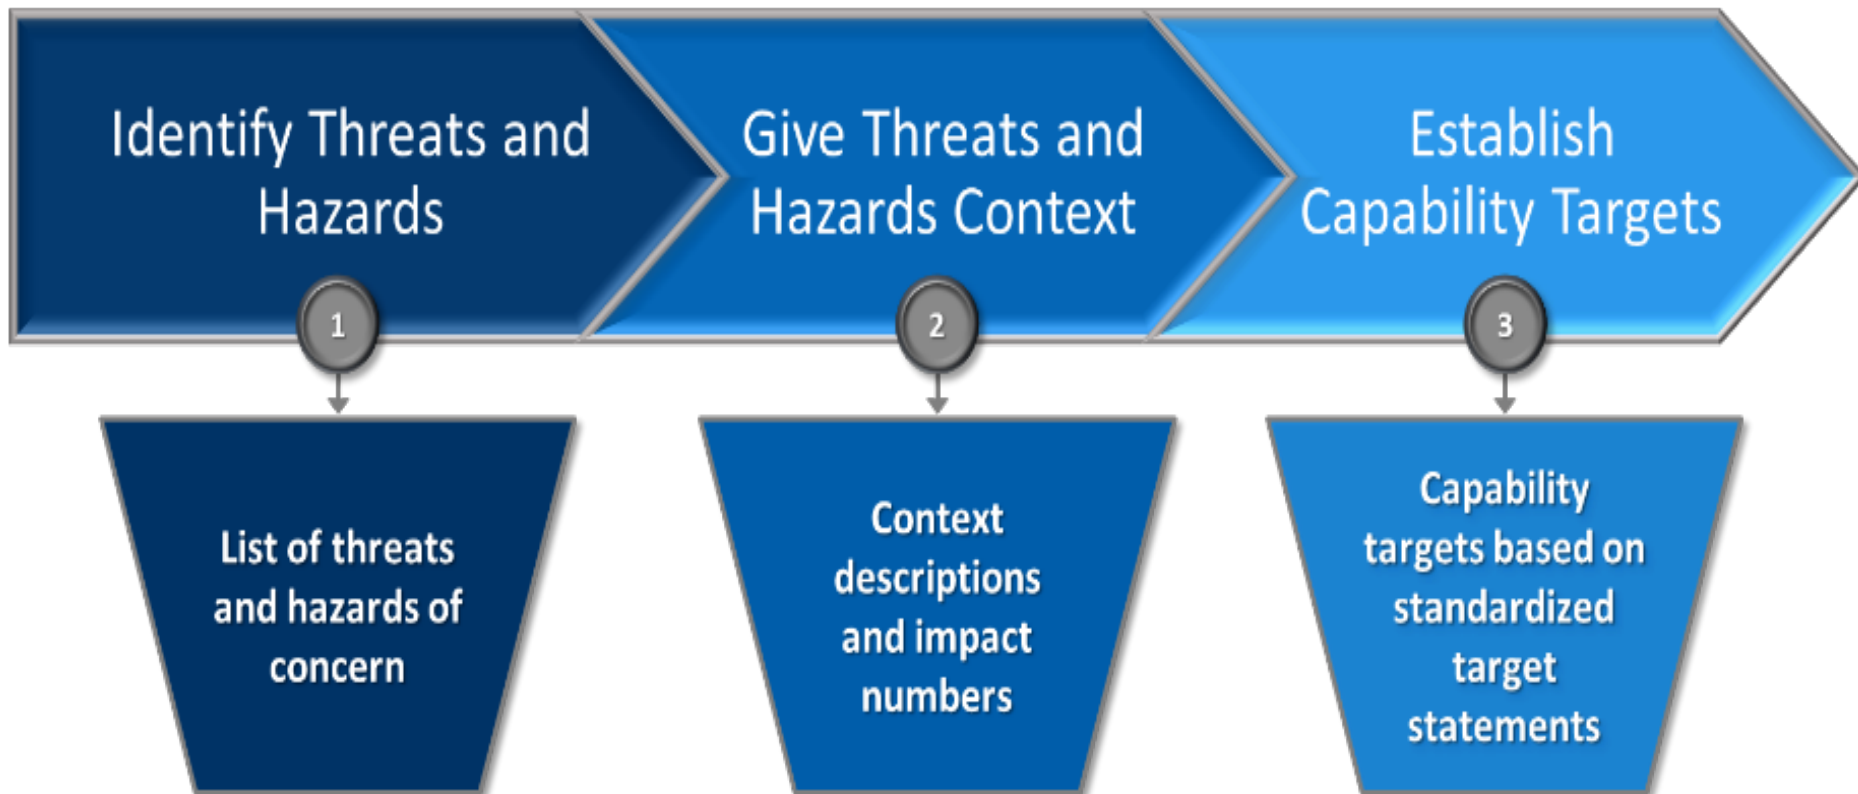 Identify Threats and
Hazards
1
Give Threats and
Hazards Context
2
Establish
Capability Targets
3
List of threats
and hazards of
concern
Context
descriptions
and impact
numbers
Capability
targets based on
standardized
target
statements